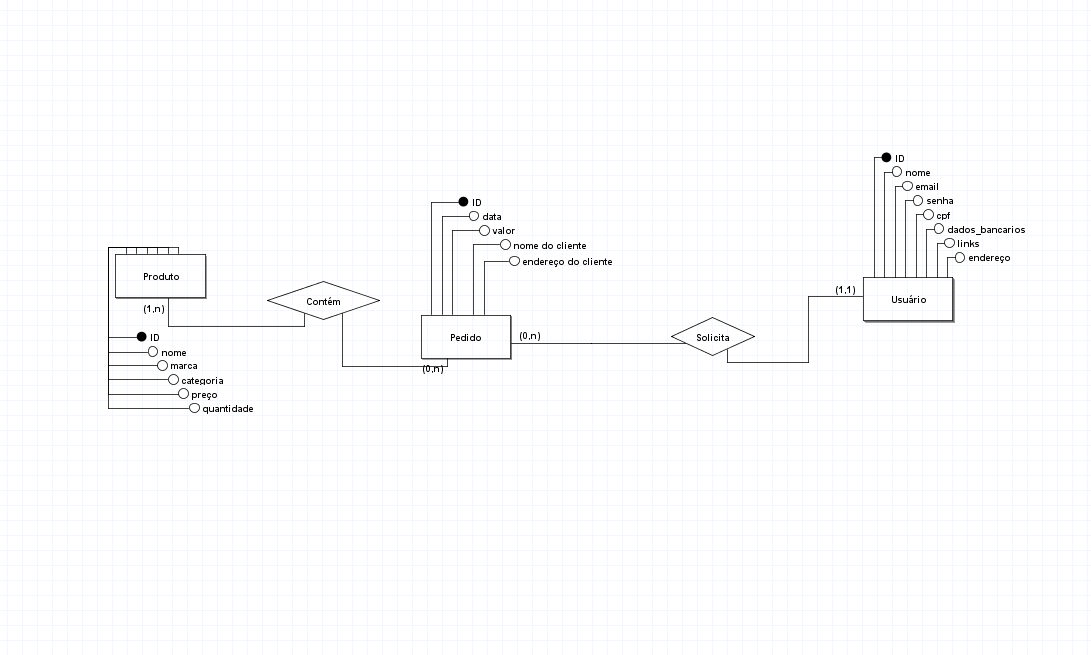 Produto
(1,n)
ID
nome
marca
categoria
preço
quantidade
Contém
ID
data
valor
nome do cliente
endereço do cliente
Pedido
(0,n)
(0,n)
Solicita
(1,1)
ID
nome
email
senha
cpf
dados_bancarios
links
endereço
Usuário